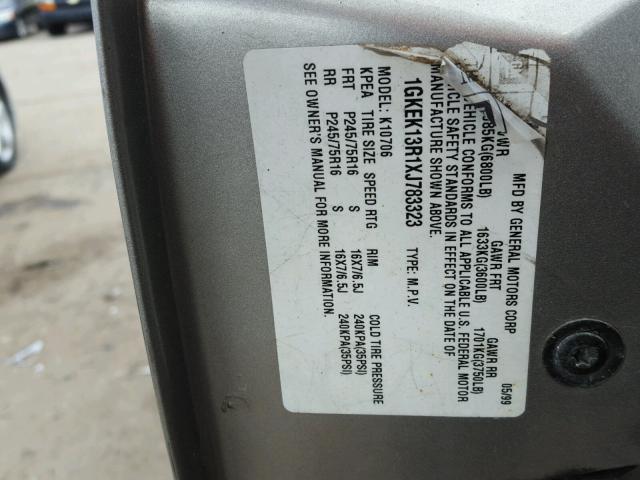 MFD BY GENERAL MOTORS CORP 05/99
GAWR FRT GAWR RR
85KG(6800LB) 1633KG(3600LB) 1701KG(3750LB)
VEHICLE CONFORMS TO ALL APPLICABLE U.S. FEDERAL MOTOR
SAFETY STANDARDS IN EFFECT ON THE DATE OF
MANUFACTURE SHOWN ABOVE.
1GKEK13R1XJ783323 TYPE: M.P.V.
MODEL: K10706
KPEA TIRE SIZE SPEED RTG RIM COLD TIRE PRESSURE
FRT P245/75R16 S 16X7/6.5J 240KPA(35PSI)
RR P245/75R16 S 16X7/6.5J 240KPA(35PSI)
SEE OWNER'S MANUAL FOR MORE INFORMATION.